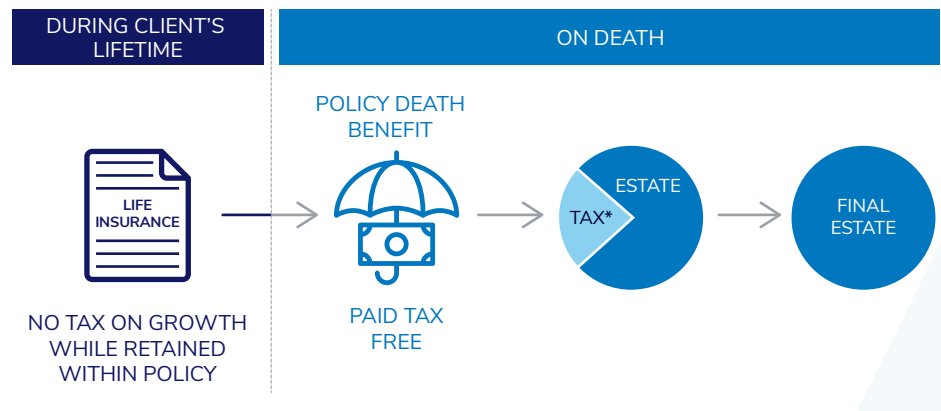 DURING CLIENT'S
LIFETIME
ON DEATH
LIFE
INSURANCE
NO TAX ON GROWTH
WHILE RETAINED
WITHIN POLICY
POLICY DEATH
BENEFIT
PAID TAX
FREE
ESTATE
TAX*
FINAL
ESTATE